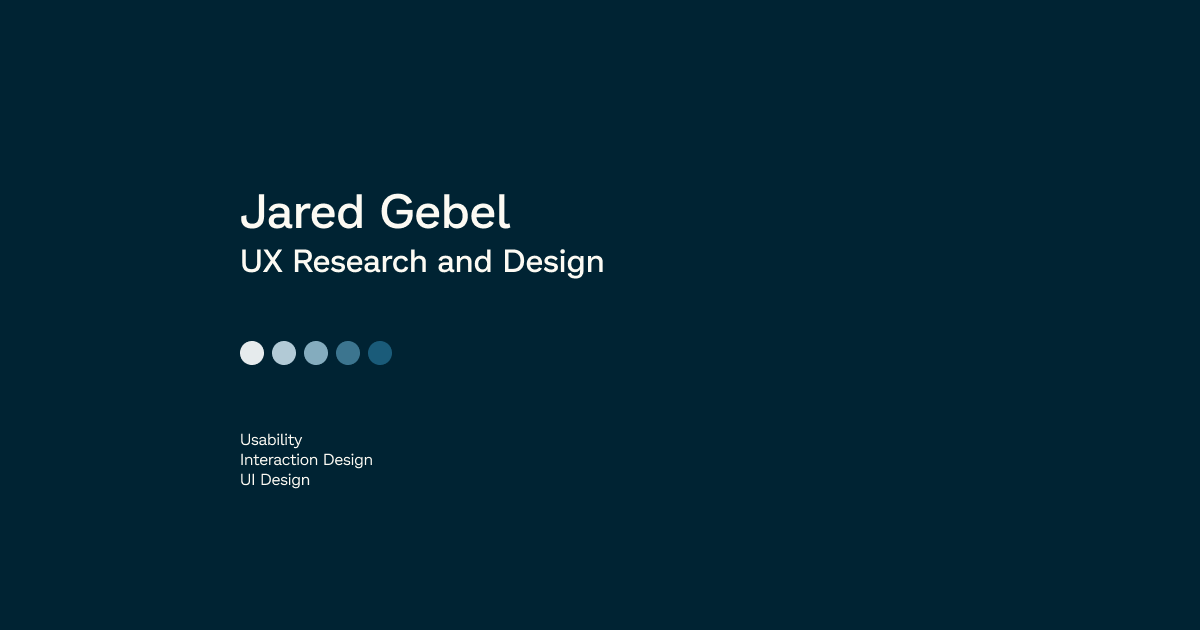 Jared Gebel
UX Research and Design
Usability
Interaction Design
UI Design